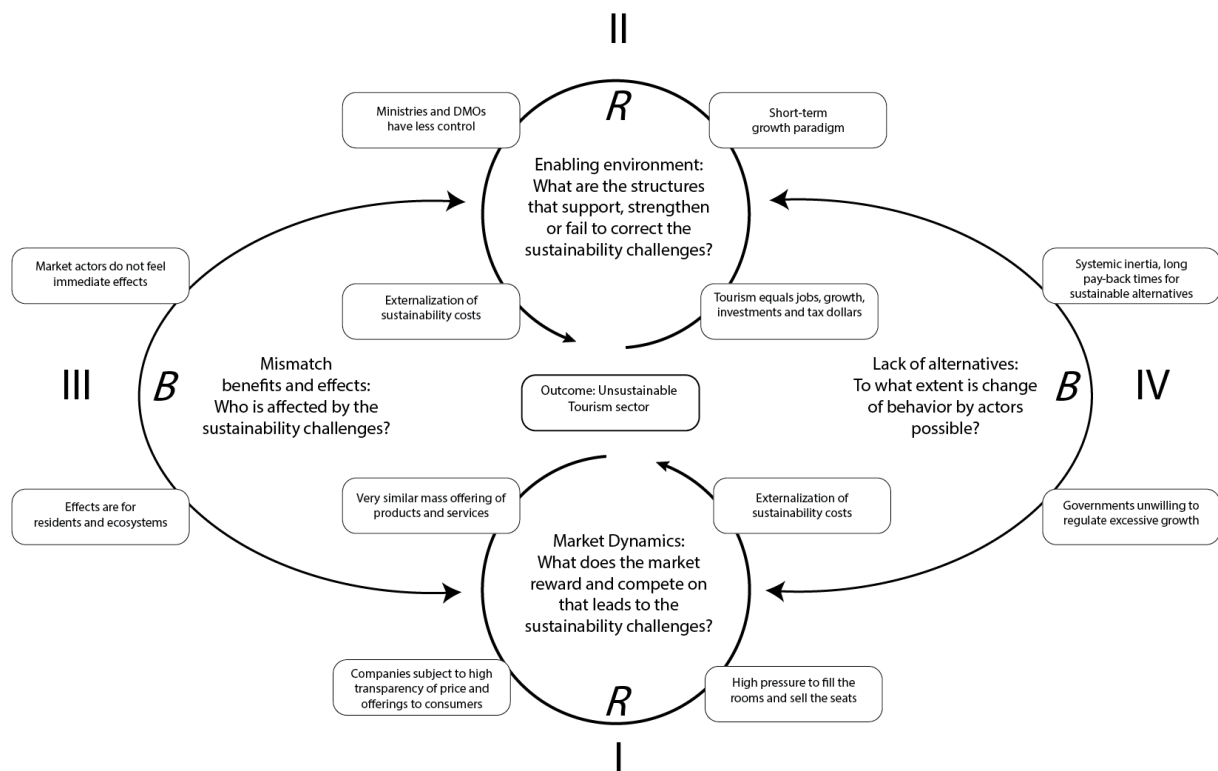 II
R
Ministries and DMOs
have less control
Short-term
growth paradigm
Enabling environment:
What are the structures
that support, strengthen
or fail to correct the
sustainability challenges?
Externalization of
sustainability costs
Tourism equals jobs, growth,
investments and tax dollars
Market actors do not feel
immediate effects
III
B
Mismatch
benefits and effects:
Who is affected by the
sustainability challenges?
Effects are for
residents and ecosystems
Outcome: Unsustainable
Tourism sector
Systemic inertia, long
pay-back times for
sustainable alternatives
Lack of alternatives:
To what extent is change
of behavior by actors
possible?
B
IV
Governments unwilling to
regulate excessive growth
Very similar mass offering of
products and services
Externalization of
sustainability costs
Market Dynamics:
What does the market
reward and compete on
that leads to the
sustainability challenges?
Companies subject to high
transparency of price and
offerings to consumers
High pressure to fill the
rooms and sell the seats
R
I